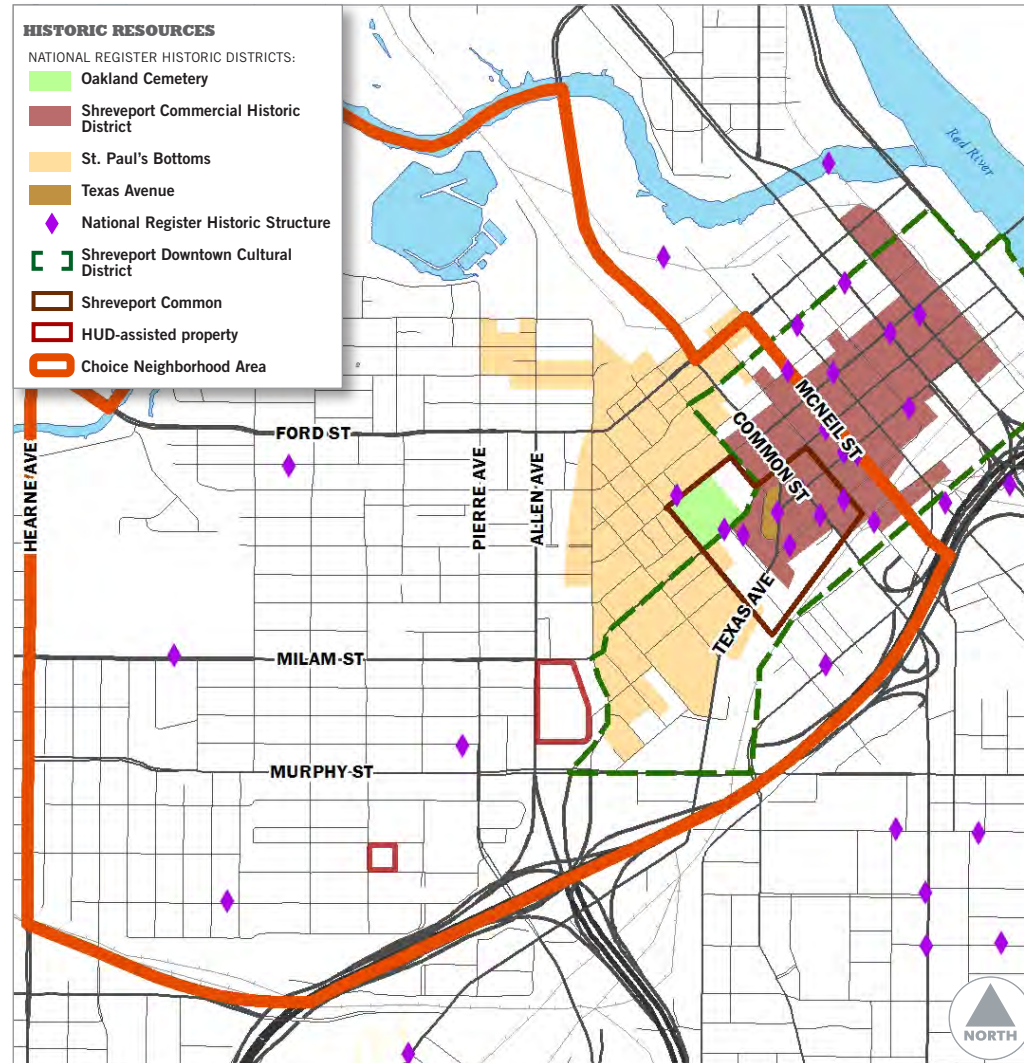 HISTORIC RESOURCES
NATIONAL REGISTER HISTORIC DISTRICTS:
Oakland Cemetery
Shreveport Commercial Historic
District
St. Paul's Bottoms
Texas Avenue
National Register Historic Structure
Shreveport Downtown Cultural
District
Shreveport Common
HUD-assisted property
Choice Neighborhood Area
Red River
MCNEIL ST
COMMON ST
FORD ST
HEARNE AVE
PIERRE AVE
ALLEN AVE
TEXAS AVE
MILAM ST
MURPHY ST
NORTH